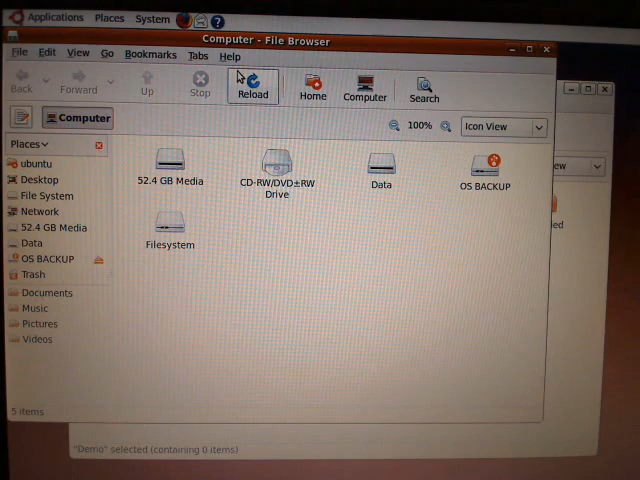 Applications Places System
Computer - File Browser
File Edit View Go Bookmarks Tabs Help
Back Forward Up Stop Reload Home Computer Search
Computer 100% Icon View
Places
ubuntu
Desktop
File System
Network
52.4 GB Media
Data
OS BACKUP
Trash
Documents
Music
Pictures
Videos
52.4 GB Media
CD-RW/DVD±RW
Drive
Data
OS BACKUP
Filesystem
5 items
"Demo" selected (containing 0 items)